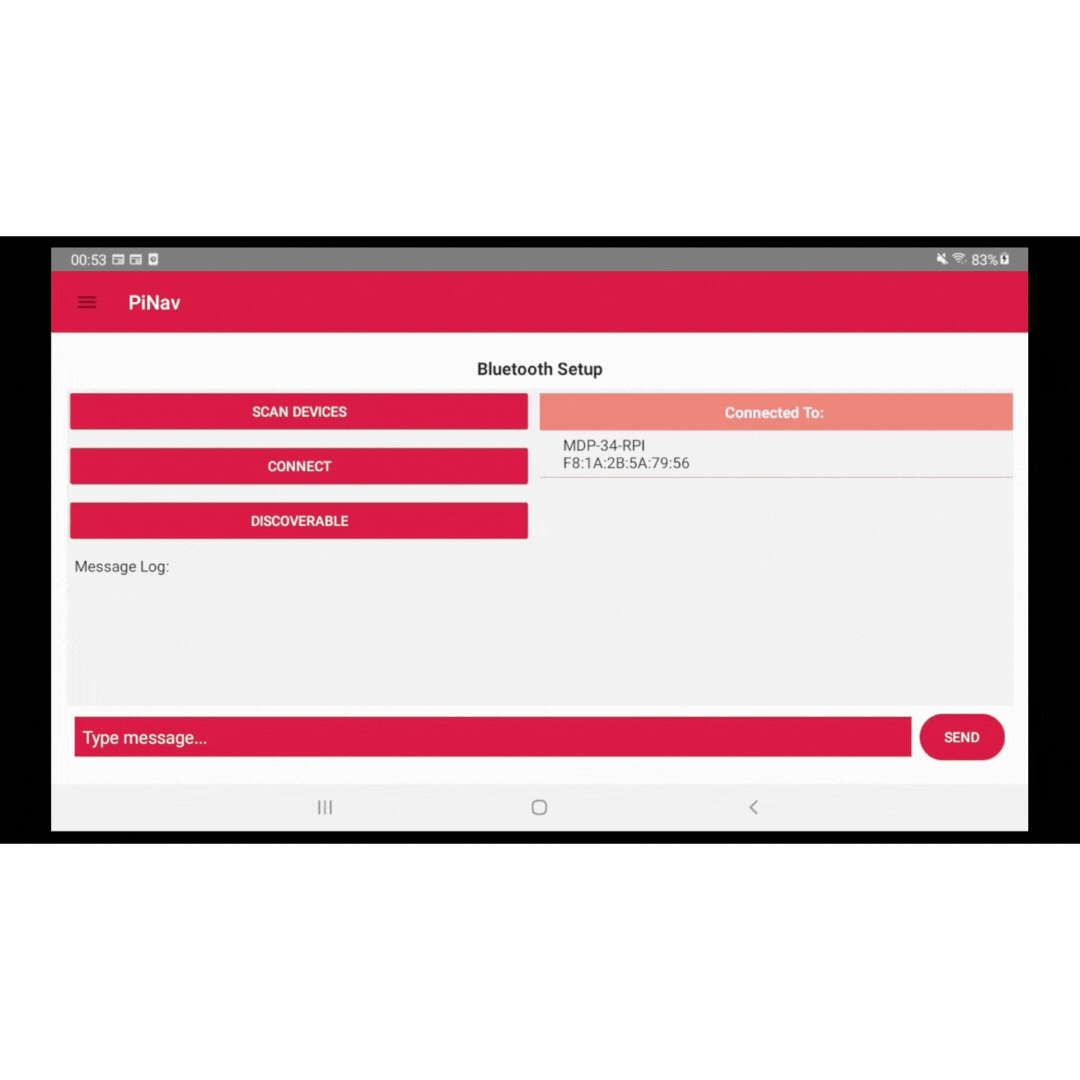 00:53 83%
PiNav
Bluetooth Setup
SCAN DEVICES
CONNECT
DISCOVERABLE
Connected To:
MDP-34-RPI
F8:1A:2B:5A:79:56
Message Log:
Type message...
SEND